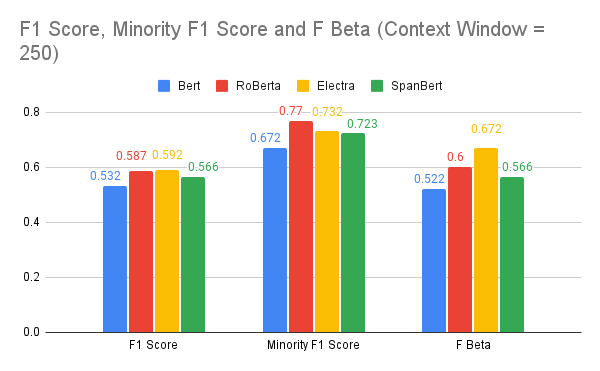 F1 Score, Minority F1 Score and F Beta (Context Window =
250)
Bert RoBerta Electra SpanBert
0.8
0.6
0.4
0.2
0.0
0.532 0.587 0.592 0.566
0.672 0.77 0.732 0.723
0.522 0.6 0.672 0.566
F1 Score Minority F1 Score F Beta